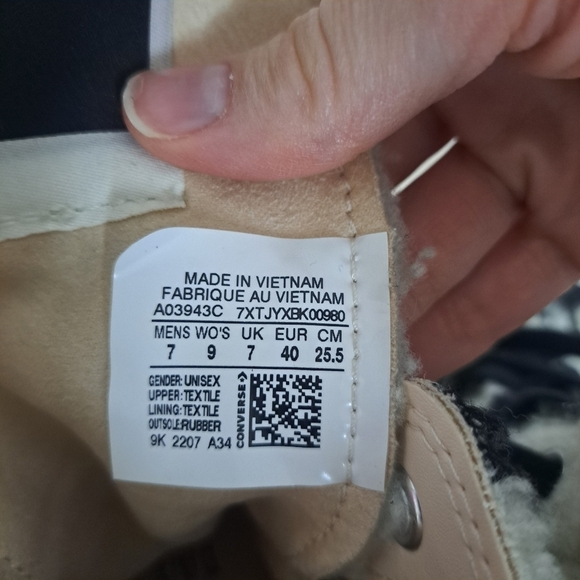 MADE IN VIETNAM
FABRIQUE AU VIETNAM
A03943C 7XTJYXBK00980
MENS WO'S UK EUR CM
7 9 7 40 25.5
GENDER: UNISEX
UPPER: TEXTILE
LINING: TEXTILE
OUTSOLE:RUBBER
9K 2207 A34
CONVERSE